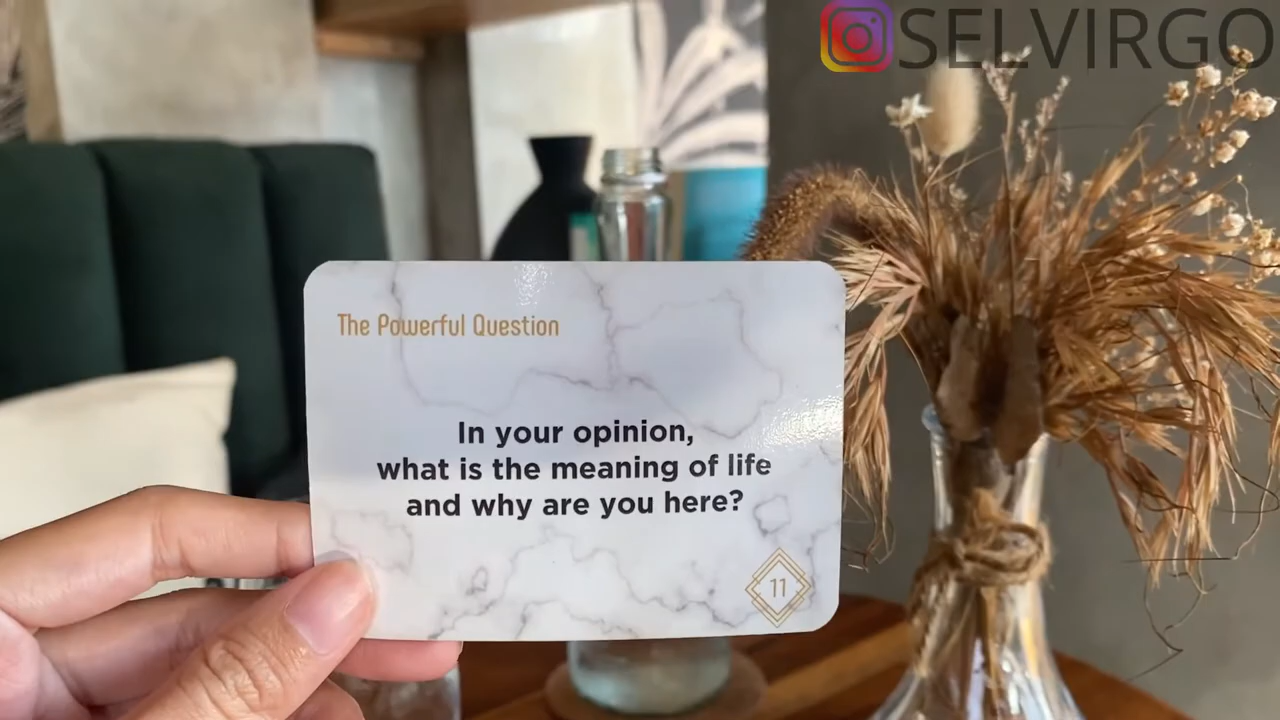 SELVIRGO
The Powerful Question
In your opinion,
what is the meaning of life
and why are you here?
11